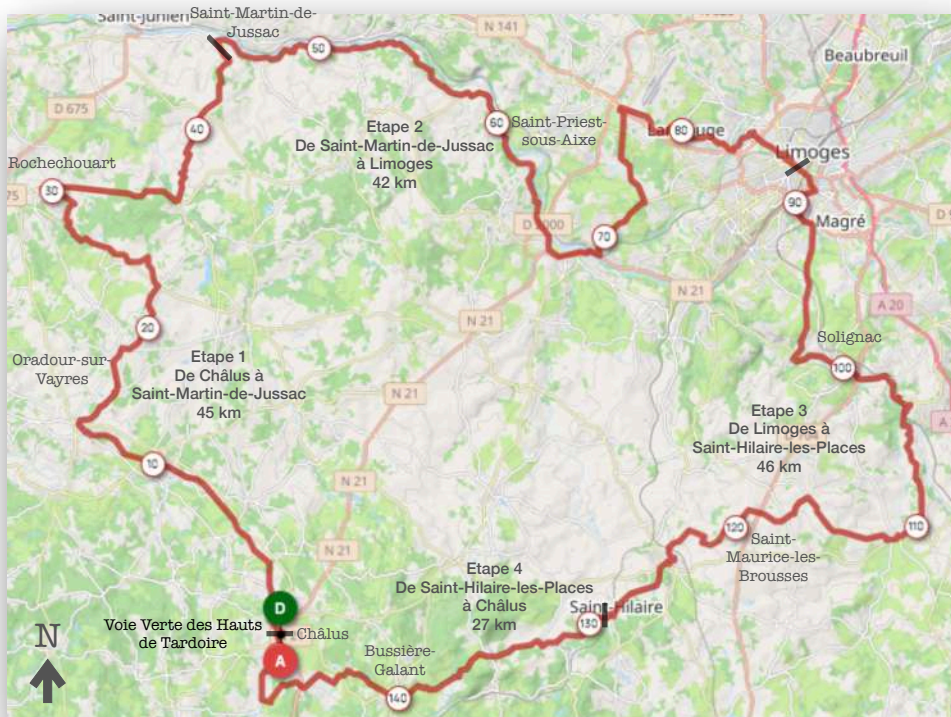 Saint-Junien
Saint-Martin-de-
Jussac
N 141
Beaubreuil
50
D 675
40
60
Saint-Priest-
sous-Aixe
Etape 2
De Saint-Martin-de-Jussac
à Limoges
42 km
80
Limoges
Rochechouart
30
90
Magré
70
N 21
A 20
N 21
20
Solignac
Oradour-sur-
Vayres
Etape 1
De Châlus à
Saint-Martin-de-Jussac
45 km
100
N 21
Etape 3
De Limoges à
Saint-Hilaire-les-Places
46 km
10
110
120
Saint-
Maurice-les-
Brousses
N 21
Etape 4
De Saint-Hilaire-les-Places
à Châlus
27 km
D
Saint-Hilaire
130
Voie Verte des Hauts
de Tardoire
Châlus
N
A
Bussière-
Galant
140